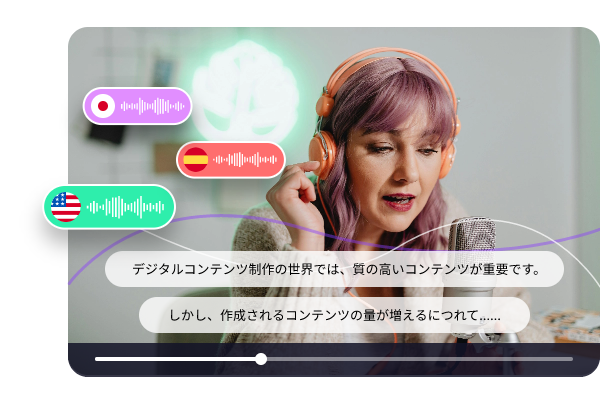 デジタルコンテンツ制作の世界では、質の高いコンテンツが重要です。
しかし、作成されるコンテンツの量が増えるにつれて......